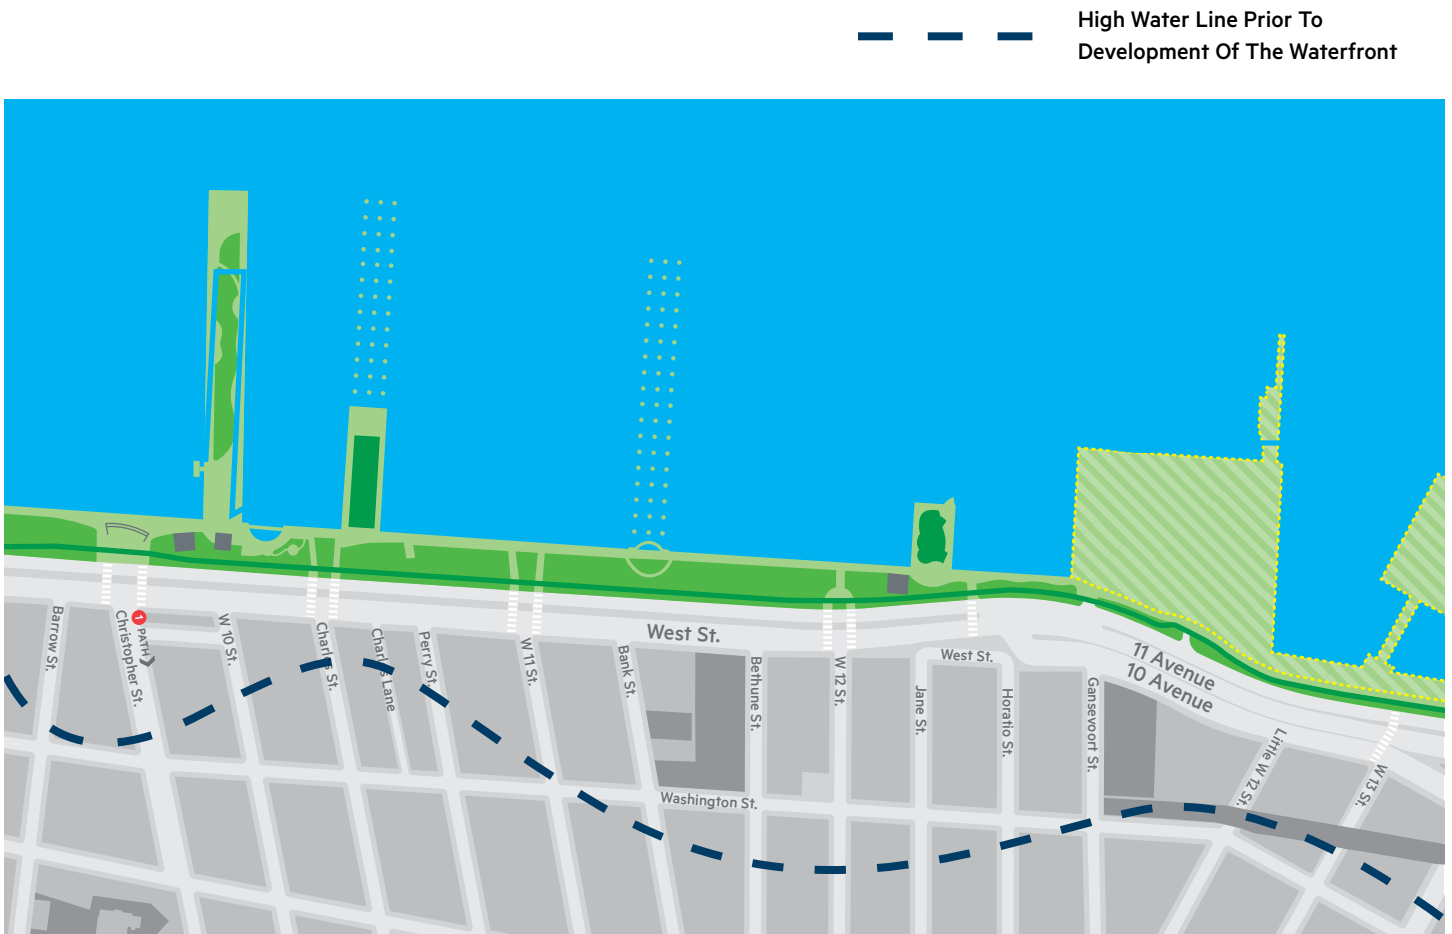 High Water Line Prior To
Development Of The Waterfront
Barrow St.
Christopher St.
1
PATH
W 10 St.
Charles St.
Charles Lane
Perry St.
W 11 St.
Bank St.
West St.
Bethune St.
W 12 St.
Jane St.
West St.
Horatio St.
Gansevoort St.
11 Avenue
10 Avenue
Little W 12 St.
W 13 St.
Washington St.